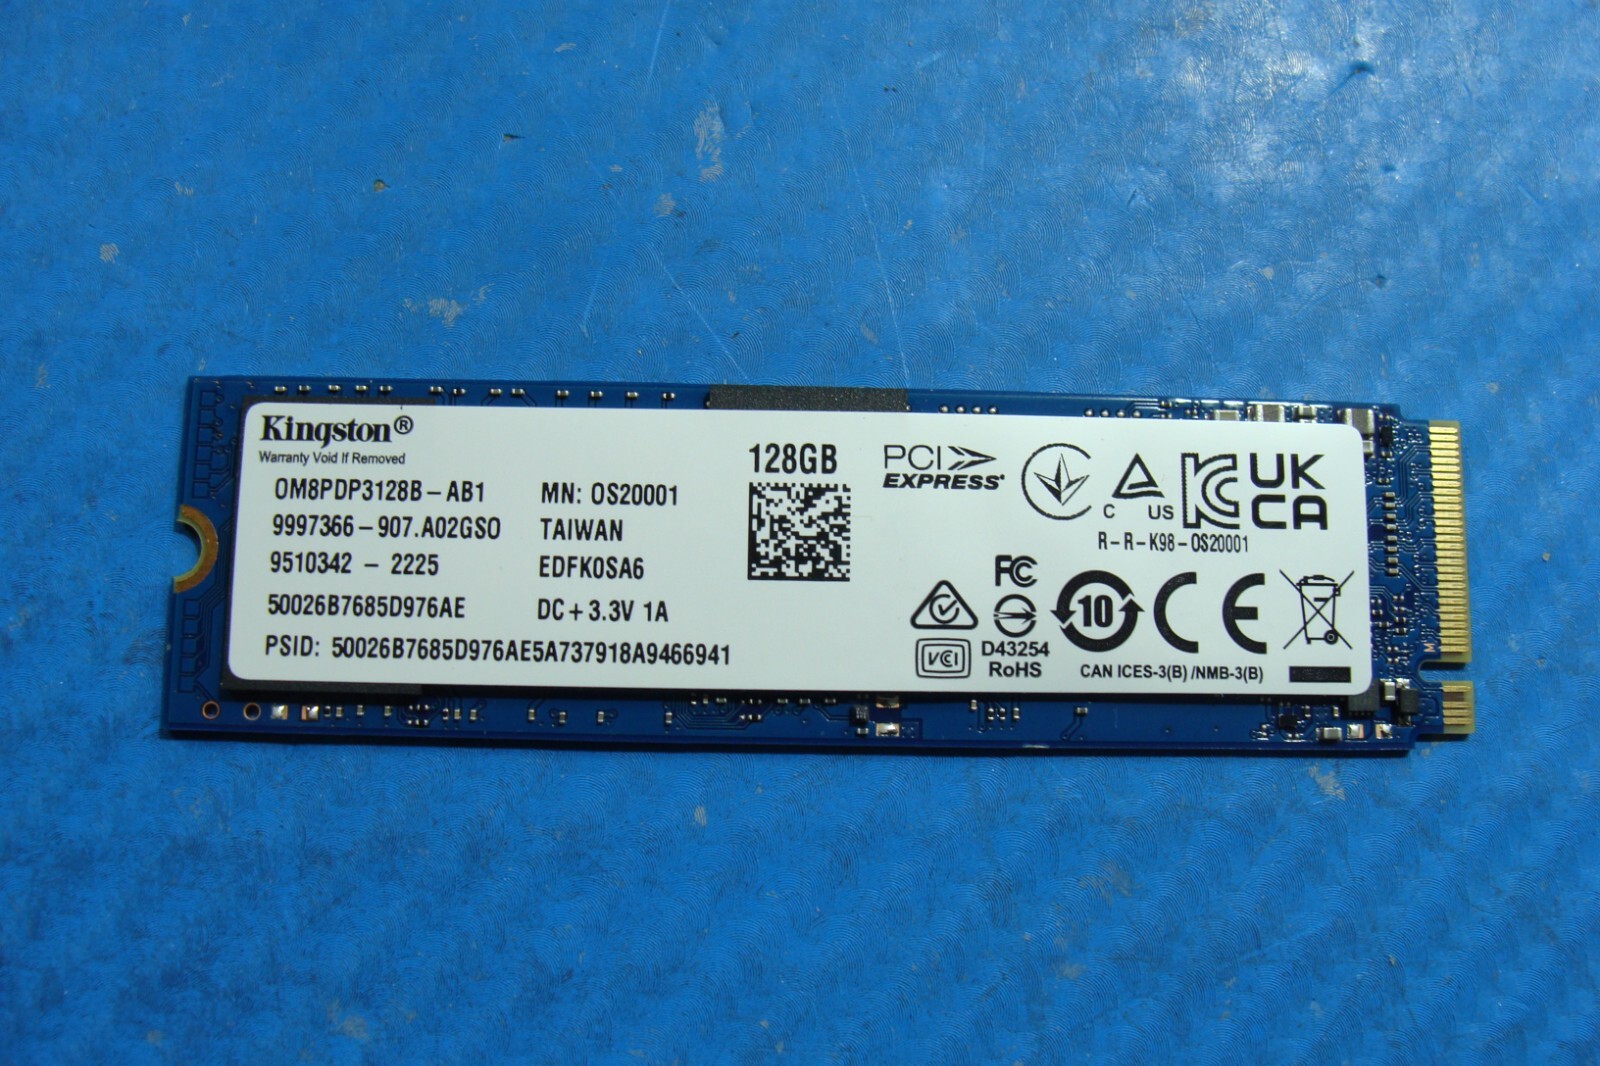 Kingston®
Warranty Void If Removed
OM8PDP3128B-AB1
9997366-907.A02GS0
9510342 - 2225
50026B7685D976AE
PSID: 50026B7685D976AE5A737918A9466941
MN: OS20001
TAIWAN
EDFK0SA6
DC+3.3V 1A
128GB
PCI
EXPRESS®
C US
UK
CA
R-R-K98-OS20001
FC
VCI
D43254
RoHS
10
CE
CAN ICES-3(B) /NMB-3(B)
M